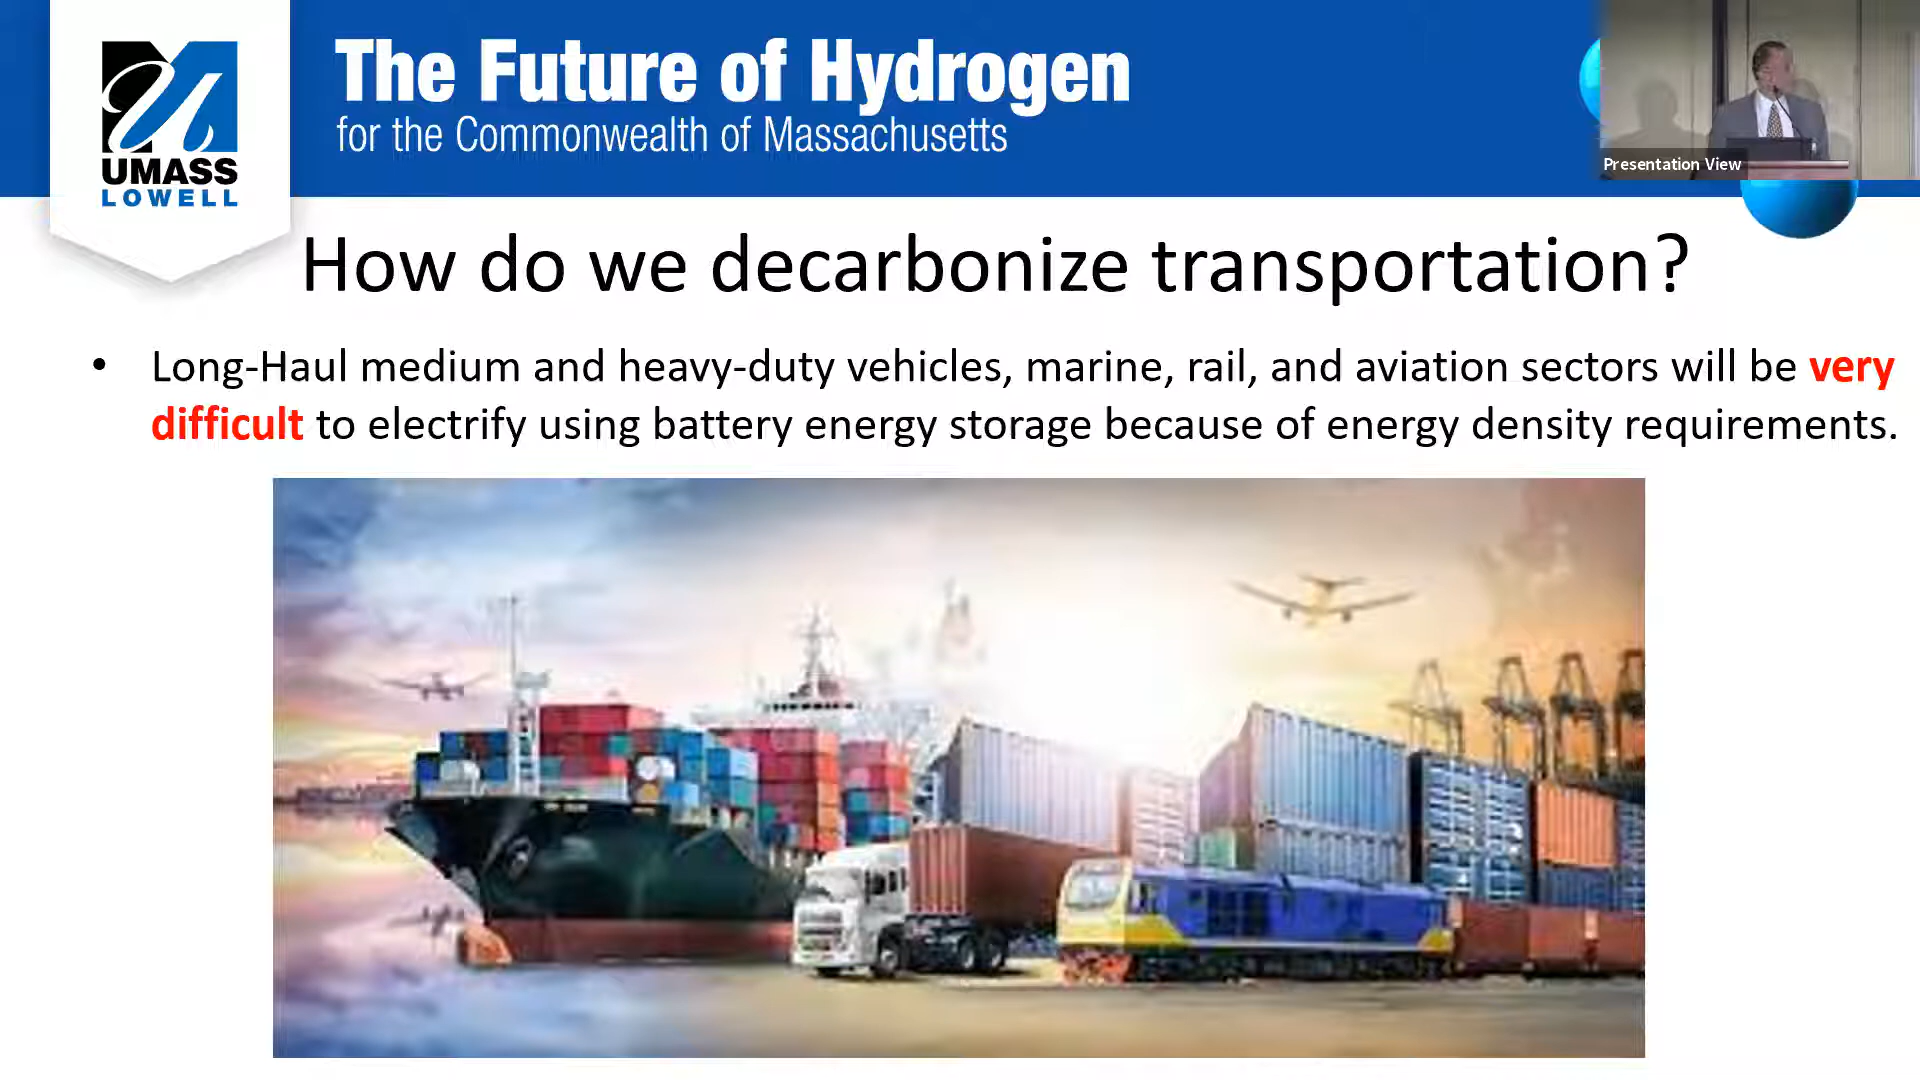 UMASS
LOWELL
The Future of Hydrogen
for the Commonwealth of Massachusetts
Presentation View
How do we decarbonize transportation?
• Long-Haul medium and heavy-duty vehicles, marine, rail, and aviation sectors will be very
difficult to electrify using battery energy storage because of energy density requirements.